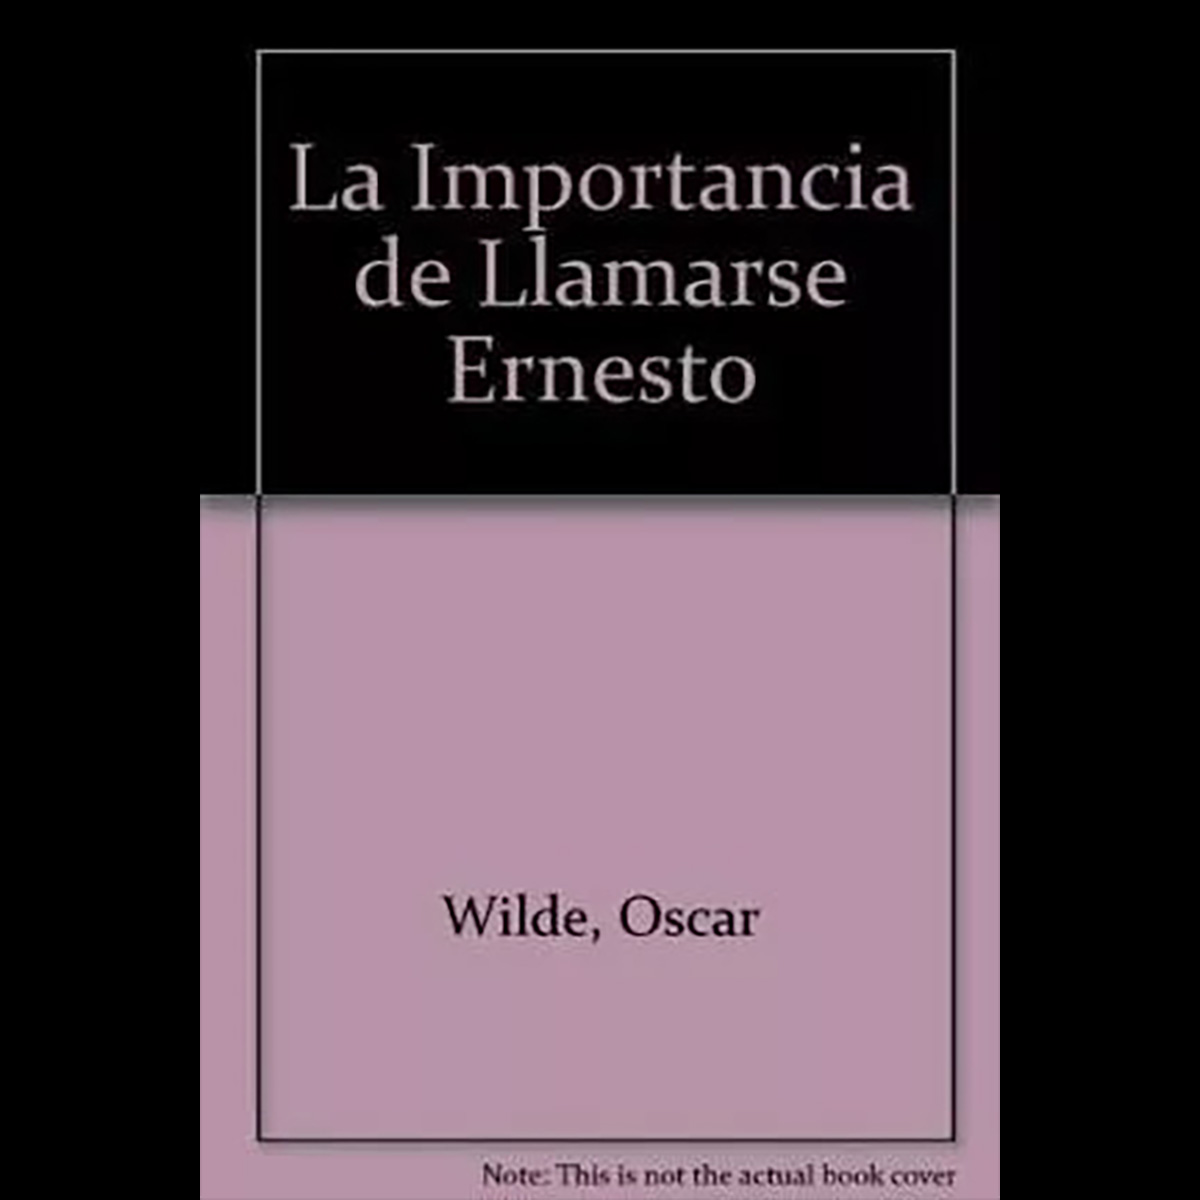 La Importancia
de Llamarse
Ernesto
Wilde, Oscar
Note: This is not the actual book cover